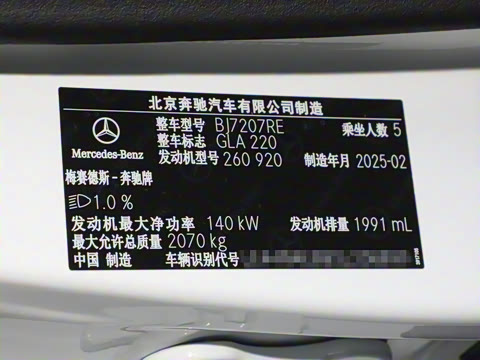 北京奔驰汽车有限公司制造
整车型号 BJ7207RE 乘坐人数 5
整车标志 GLA 220
Mercedes-Benz 发动机型号 260 920 制造年月 2025-02
梅赛德斯－奔驰牌
1.0 %
发动机最大净功率 140 kW 发动机排量 1991 mL
最大允许总质量 2070 kg
中国 制造 车辆识别代号